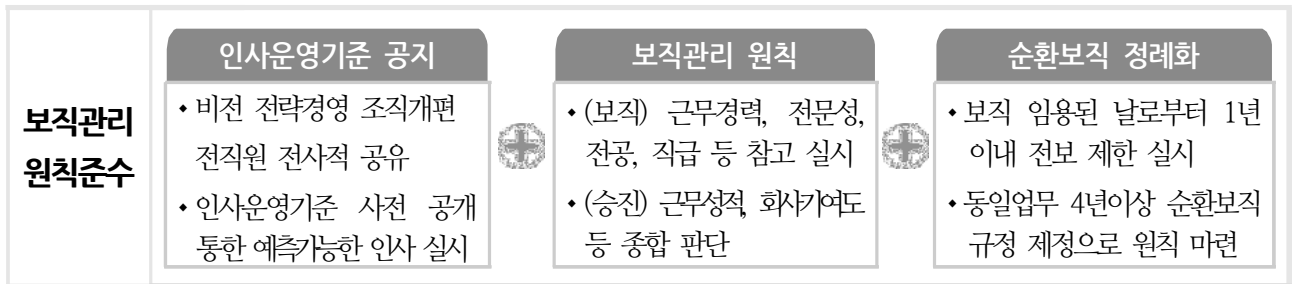 보직관리
원칙준수
인사운영기준 공지
• 비전 전략경영 조직개편
전직원 전사적 공유
• 인사운영기준 사전 공개
통한 예측가능한 인사 실시
보직관리 원칙
• (보직) 근무경력, 전문성,
전공, 직급 등 참고 실시
• (승진) 근무성적, 회사기여도
등 종합 판단
순환보직 정례화
• 보직 임용된 날로부터 1년
이내 전보 제한 실시
• 동일업무 4년이상 순환보직
규정 제정으로 원칙 마련